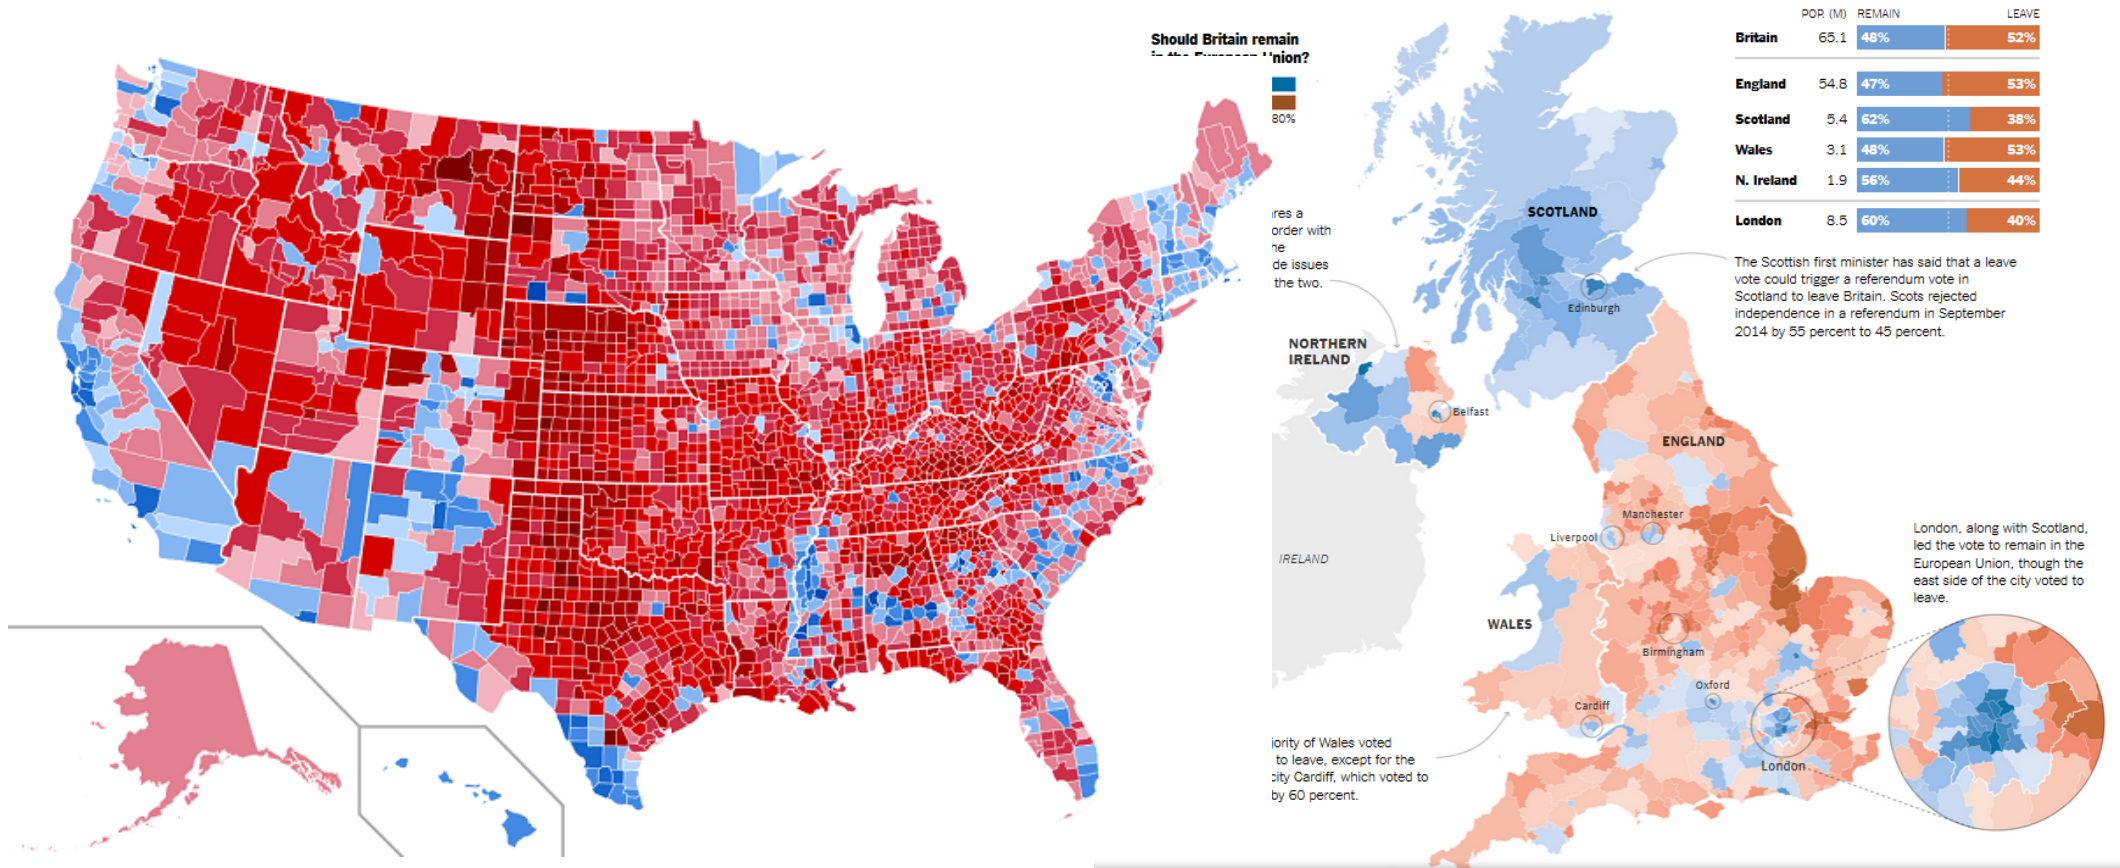 Should Britain remain
in the European Union?
80%
res a
order with
he
de issues
the two.
NORTHERN
IRELAND
Belfast
IRELAND
SCOTLAND
Edinburgh
ENGLAND
Manchester
Liverpool
WALES
Birmingham
Oxford
Cardiff
London
jority of Wales voted
to leave, except for the
city Cardiff, which voted to
by 60 percent.
POP. (M) REMAIN LEAVE
Britain 65.1 48% 52%
England 54.8 47% 53%
Scotland 5.4 62% 38%
Wales 3.1 48% 53%
N. Ireland 1.9 56% 44%
London 8.5 60% 40%
The Scottish first minister has said that a leave
vote could trigger a referendum vote in
Scotland to leave Britain. Scots rejected
independence in a referendum in September
2014 by 55 percent to 45 percent.
London, along with Scotland,
led the vote to remain in the
European Union, though the
east side of the city voted to
leave.